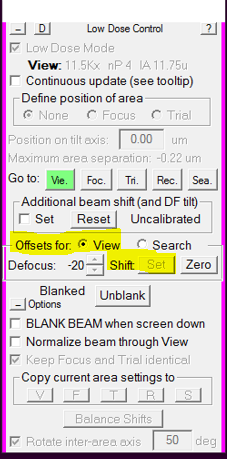 – D Low Dose Control ?
Low Dose Mode
View: 11.5Kx nP 4 IA 11.75u
Continuous update (see tooltip)
Define position of area
None Focus Trial
Position on tilt axis: 0.00 um
Maximum area separation: -0.22 um
Go to: Vie. Foc. Tri. Rec. Sea.
Additional beam shift (and DF tilt)
Set Reset Uncalibrated
Offsets for: View Search
Defocus: -20 Shift: Set Zero
Blanked Unblank
– Options
BLANK BEAM when screen down
Normalize beam through View
Keep Focus and Trial identical
Copy current area settings to
V F T R S
Balance Shifts
Rotate inter-area axis 50 deg